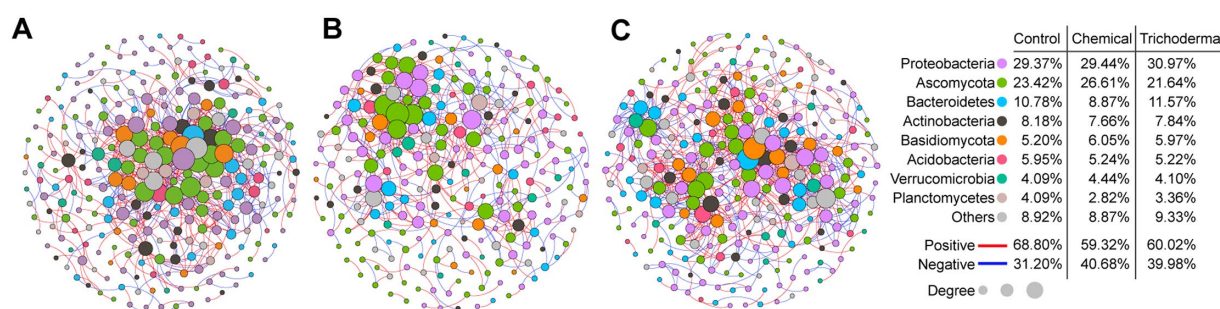 A B C
Control Chemical Trichoderma
Proteobacteria 29.37% 29.44% 30.97%
Ascomycota 23.42% 26.61% 21.64%
Bacteroidetes 10.78% 8.87% 11.57%
Actinobacteria 8.18% 7.66% 7.84%
Basidiomycota 5.20% 6.05% 5.97%
Acidobacteria 5.95% 5.24% 5.22%
Verrucomicrobia 4.09% 4.44% 4.10%
Planctomycetes 4.09% 2.82% 3.36%
Others 8.92% 8.87% 9.33%
Positive 68.80% 59.32% 60.02%
Negative 31.20% 40.68% 39.98%
Degree